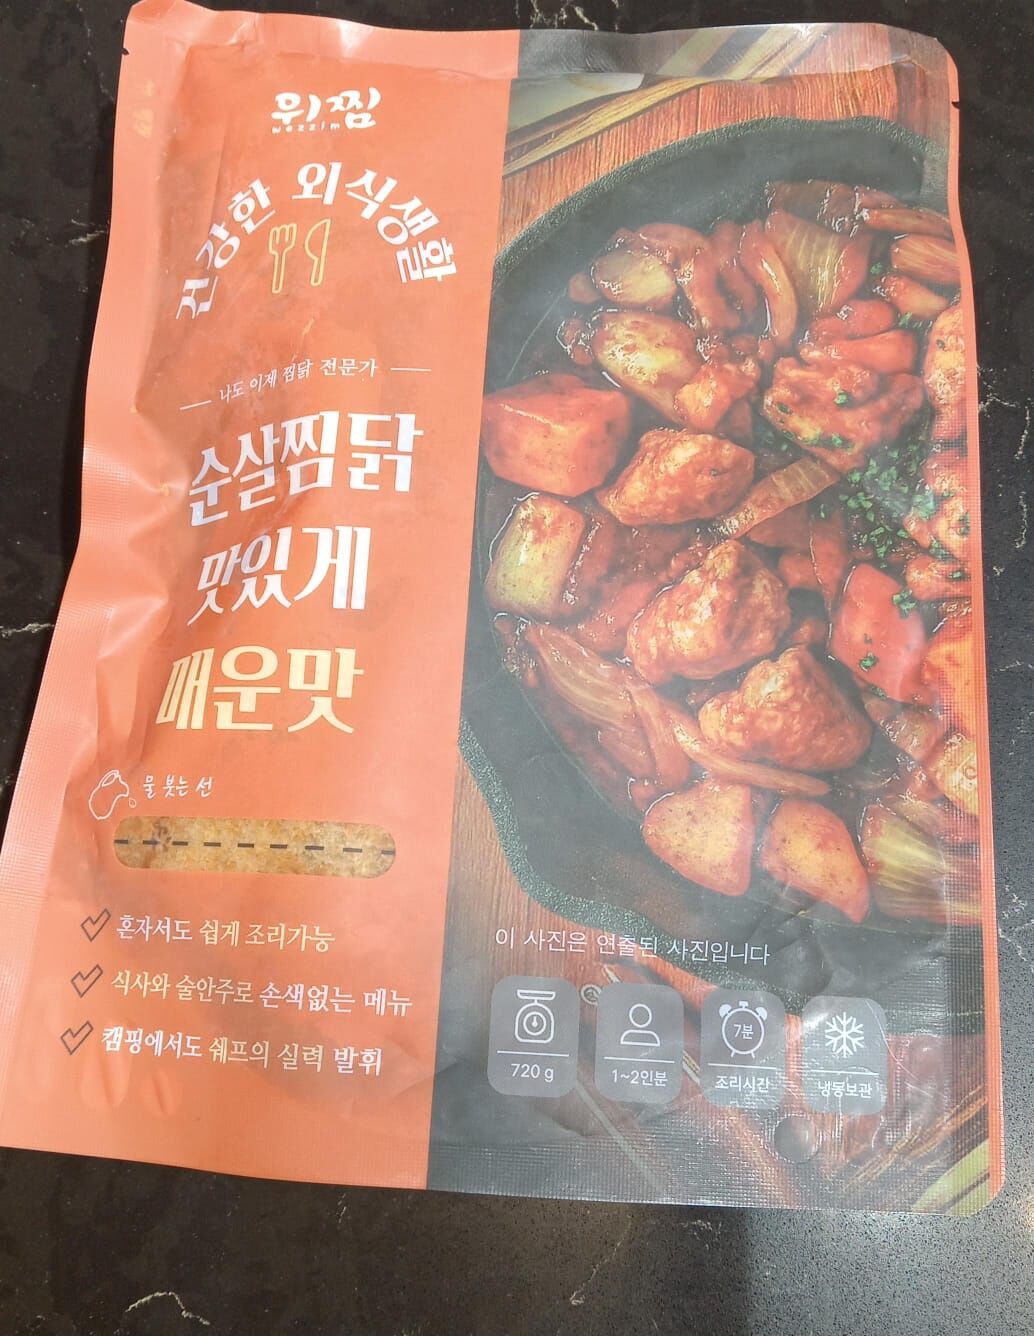 위찜
wezzim
건강한 외식생활
나도 이제 찜닭 전문가
순살찜닭
맛있게
매운맛
물 붓는 선
혼자서도 쉽게 조리가능
식사와 술안주로 손색없는 메뉴
캠핑에서도 쉐프의 실력 발휘
이 사진은 연출된 사진입니다
720 g
1~2인분
7분
조리시간
냉동보관